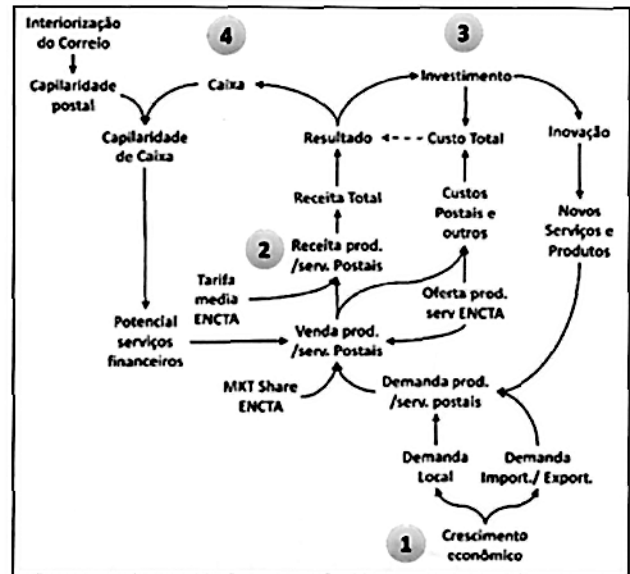 Interiorização
do Correio
4
3
Capilaridade
postal
Caixa
Investimento
Capilaridade
de Caixa
Resultado
Custo Total
Inovação
Receita Total
Custos
Postais e
outros
Novos
Serviços e
Produtos
2
Receita prod.
/serv. Postais
Tarifa
media
ENCTA
Oferta prod.
serv ENCTA
Potencial
serviços
financeiros
Venda prod.
/serv. Postais
MKT Share
ENCTA
Demanda prod.
/serv. postais
Demanda
Local
Demanda
Import./ Export.
1
Crescimento
econômico